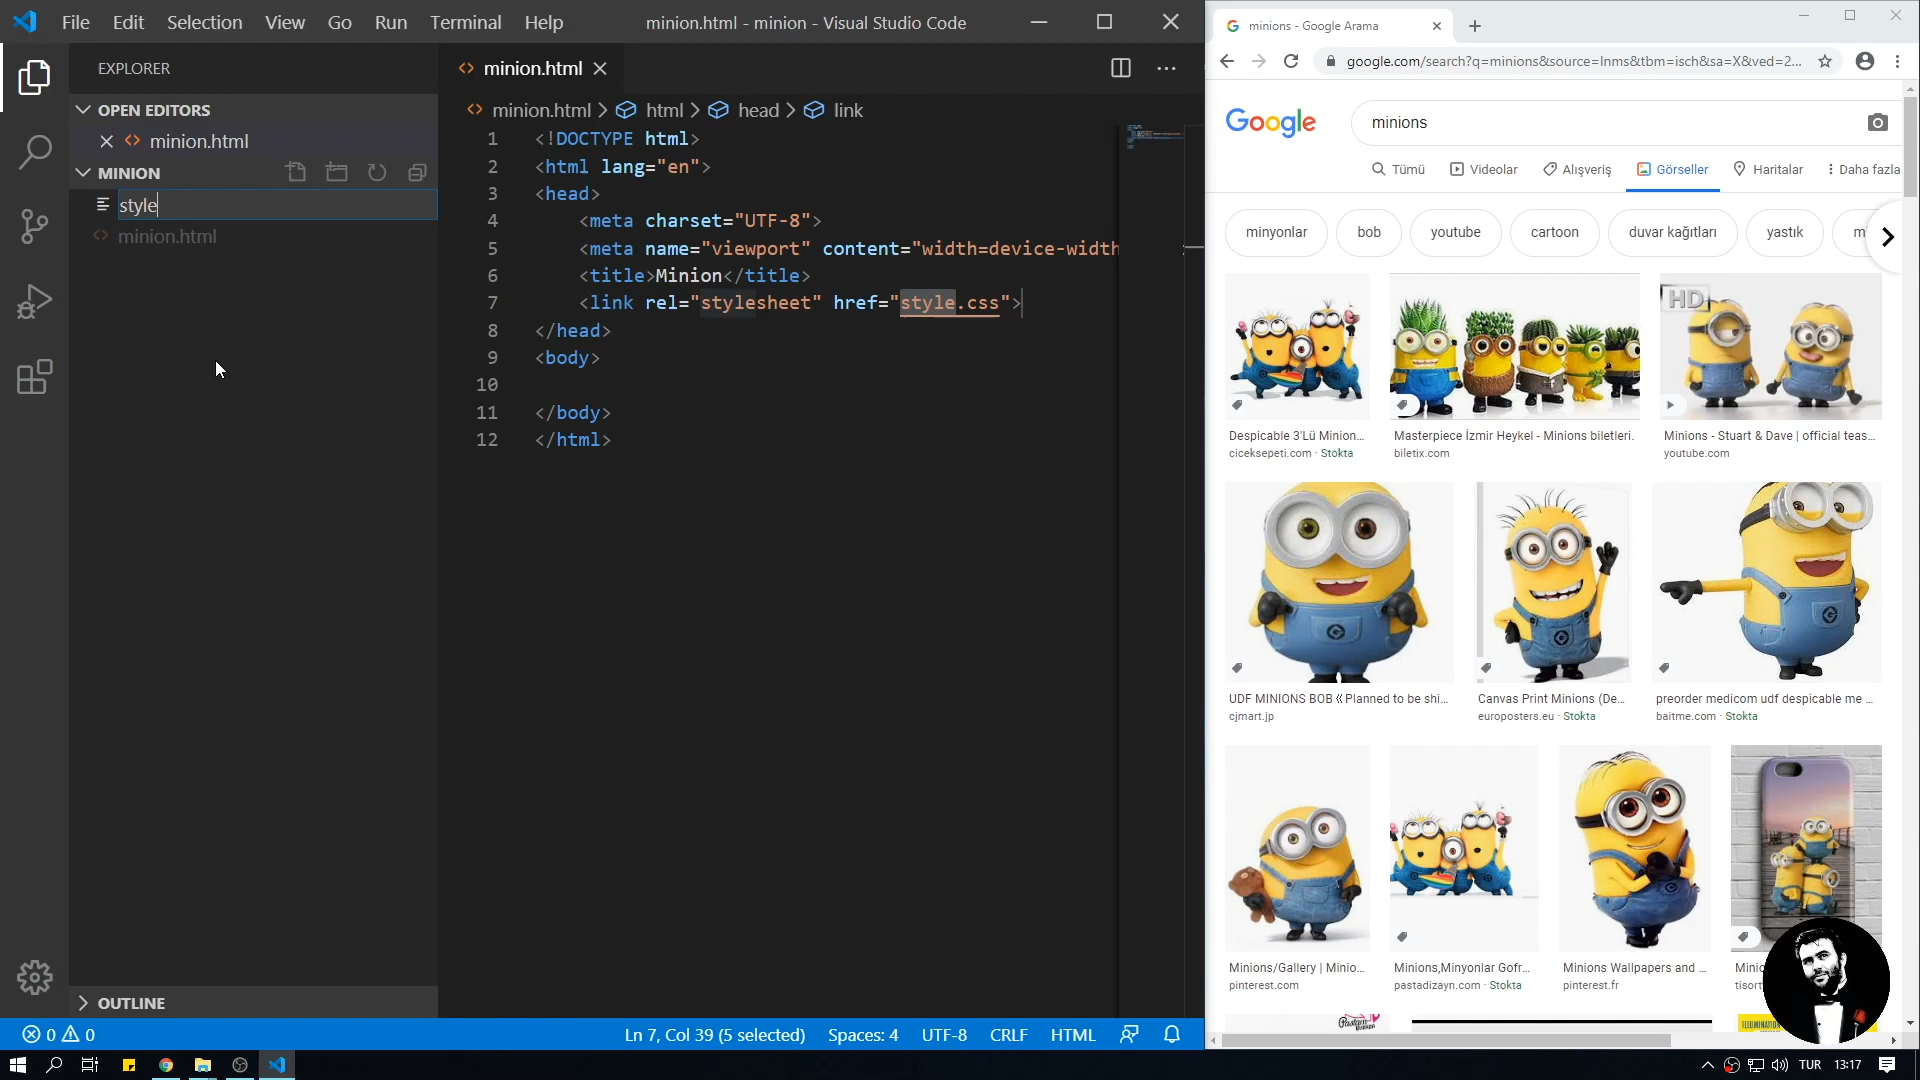 File Edit Selection View Go Run Terminal Help minion.html - minion - Visual Studio Code
EXPLORER
OPEN EDITORS
minion.html
MINION
style
minion.html
OUTLINE
minion.html
minion.html > html > head > link
1 <!DOCTYPE html>
2 <html lang="en">
3 <head>
4 <meta charset="UTF-8">
5 <meta name="viewport" content="width=device-width
6 <title>Minion</title>
7 <link rel="stylesheet" href="style.css">
8 </head>
9 <body>
10
11 </body>
12 </html>
0 0 Ln 7, Col 39 (5 selected) Spaces: 4 UTF-8 CRLF HTML
minions - Google Arama
google.com/search?q=minions&source=lnms&tbm=isch&sa=X&ved=2...
Google minions
Tümü Videolar Alışveriş Görseller Haritalar Daha fazla
minyonlar bob youtube cartoon duvar kağıtları yastık m
HD
Despicable 3'Lü Minion... Masterpiece İzmir Heykel - Minions biletleri. Minions - Stuart & Dave | official teas...
ciceksepeti.com · Stokta biletix.com youtube.com
UDF MINIONS BOB 《 Planned to be shi... Canvas Print Minions (De... preorder medicom udf despicable me ...
cjmart.jp europosters.eu · Stokta baitme.com · Stokta
Minions/Gallery | Minio... Minions,Minyonlar Gofr... Minions Wallpapers and ... Minic
pinterest.com pastadizayn.com · Stokta pinterest.fr tisort
TUR 13:17